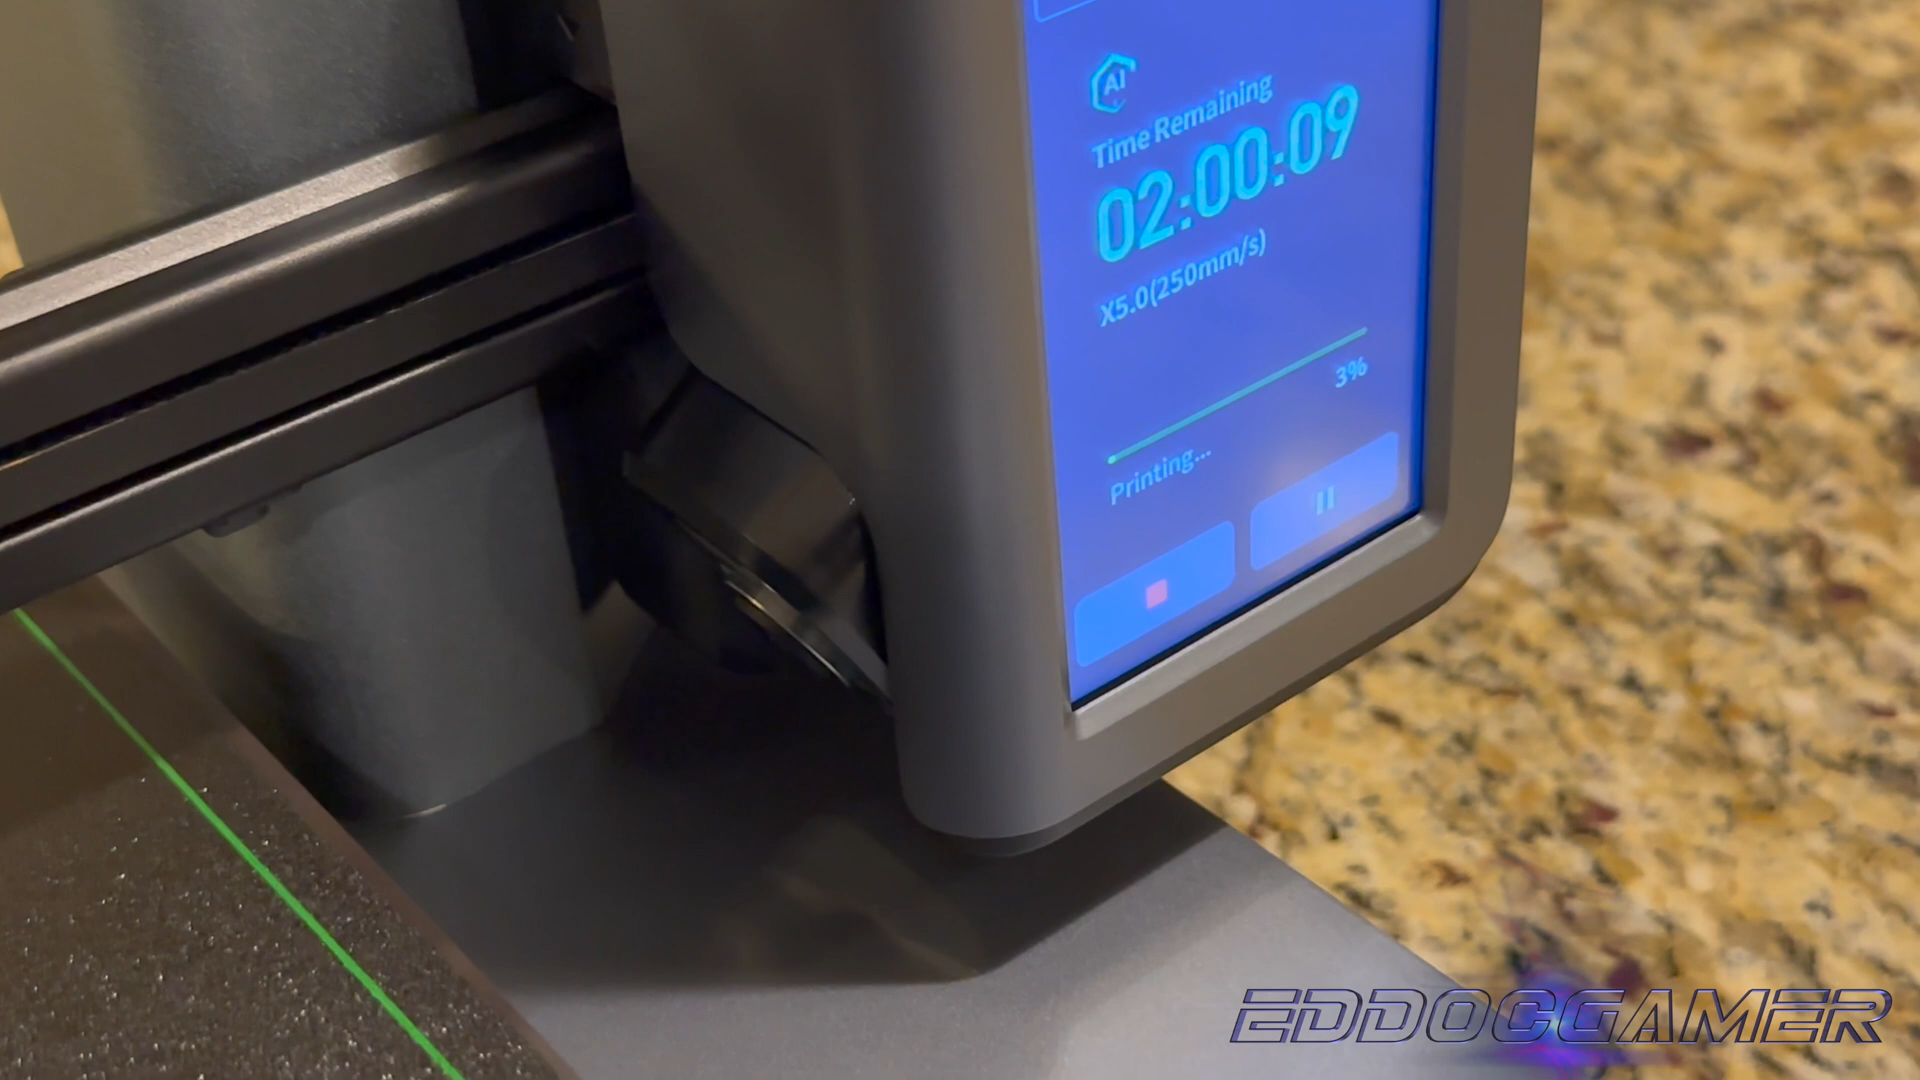 AI
Time Remaining
02:00:09
X5.0(250mm/s)
3%
Printing...
EDDOCGAMER